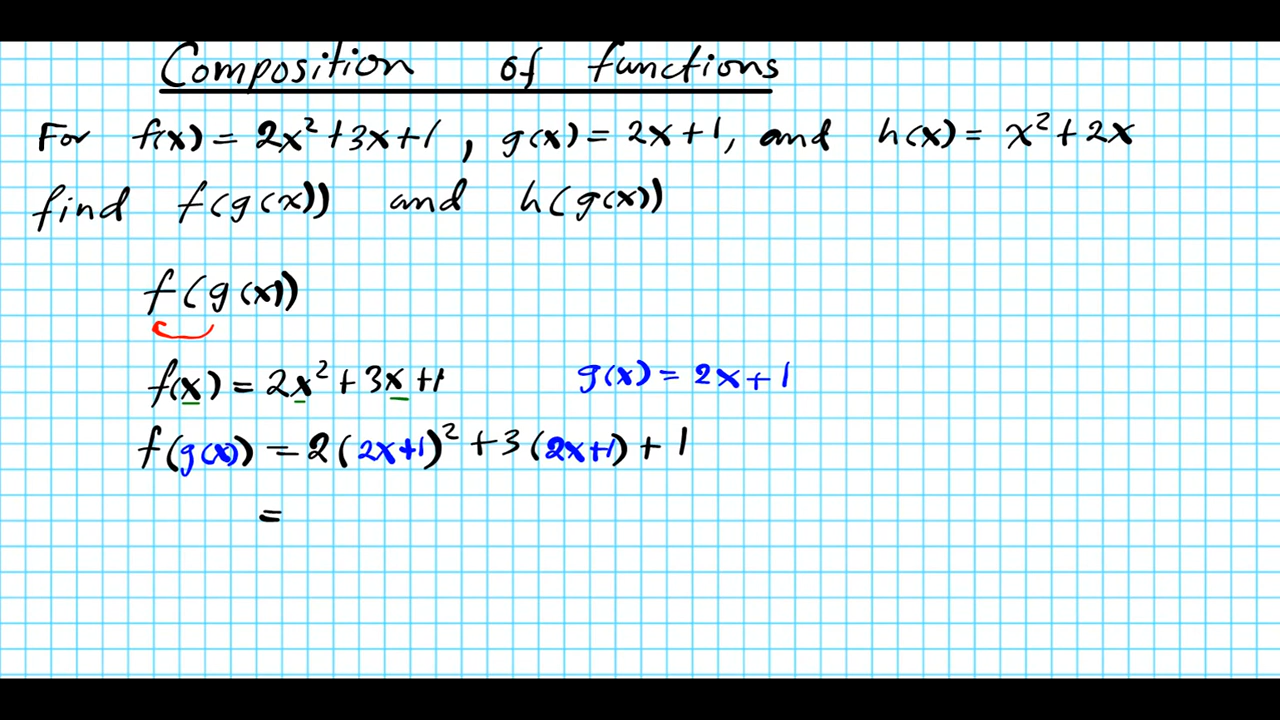 Composition of functions
For f(x) = 2x² + 3x + 1 , g(x) = 2x + 1, and h(x) = x² + 2x
find f(g(x)) and h(g(x))
f(g(x))
f(x) = 2x² + 3x + 1 g(x) = 2x + 1
f(g(x)) = 2(2x+1)² + 3(2x+1) + 1
=